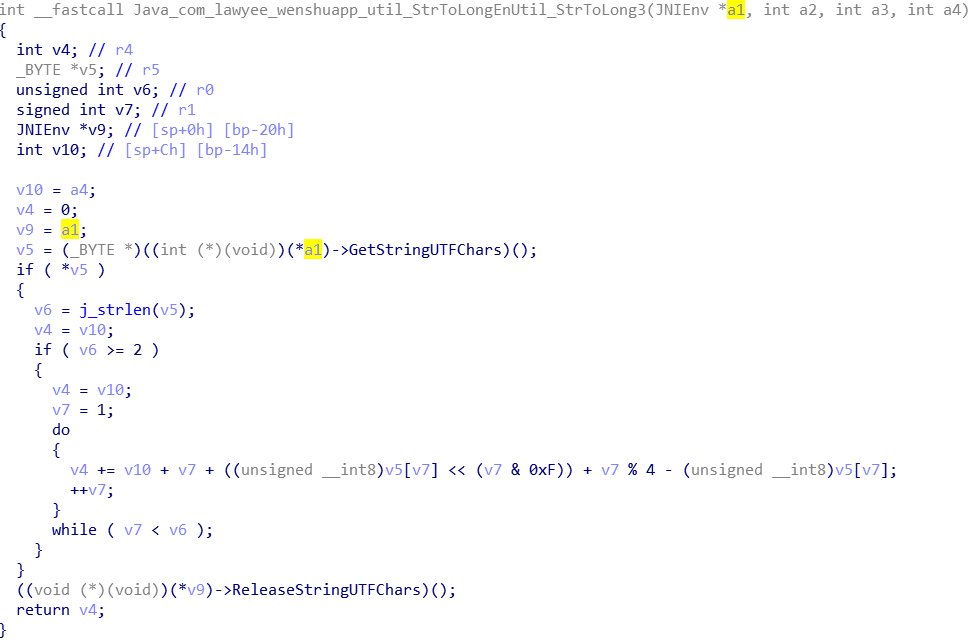 int __fastcall Java_com_lawyee_wenshuapp_util_StrToLongEnUtil_StrToLong3(JNIEnv *a1, int a2, int a3, int a4)
{
  int v4; // r4
  _BYTE *v5; // r5
  unsigned int v6; // r0
  signed int v7; // r1
  JNIEnv *v9; // [sp+0h] [bp-20h]
  int v10; // [sp+Ch] [bp-14h]

  v10 = a4;
  v4 = 0;
  v9 = a1;
  v5 = (_BYTE *)((int (*)(void))(*a1)->GetStringUTFChars)();
  if ( *v5 )
  {
    v6 = j_strlen(v5);
    v4 = v10;
    if ( v6 >= 2 )
    {
      v4 = v10;
      v7 = 1;
      do
      {
        v4 += v10 + v7 + ((unsigned __int8)v5[v7] << (v7 & 0xF)) + v7 % 4 - (unsigned __int8)v5[v7];
        ++v7;
      }
      while ( v7 < v6 );
    }
  }
  ((void (*)(void))(*v9)->ReleaseStringUTFChars)();
  return v4;
}